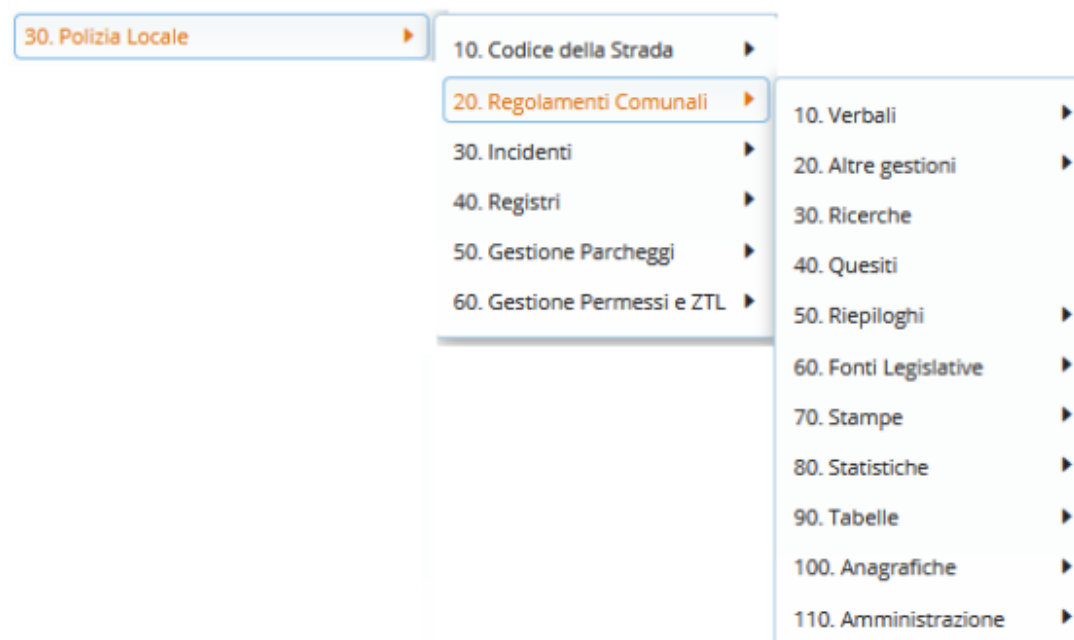 30. Polizia Locale
10. Codice della Strada
20. Regolamenti Comunali
30. Incidenti
40. Registri
50. Gestione Parcheggi
60. Gestione Permessi e ZTL
10. Verbali
20. Altre gestioni
30. Ricerche
40. Quesiti
50. Riepiloghi
60. Fonti Legislative
70. Stampe
80. Statistiche
90. Tabelle
100. Anagrafiche
110. Amministrazione